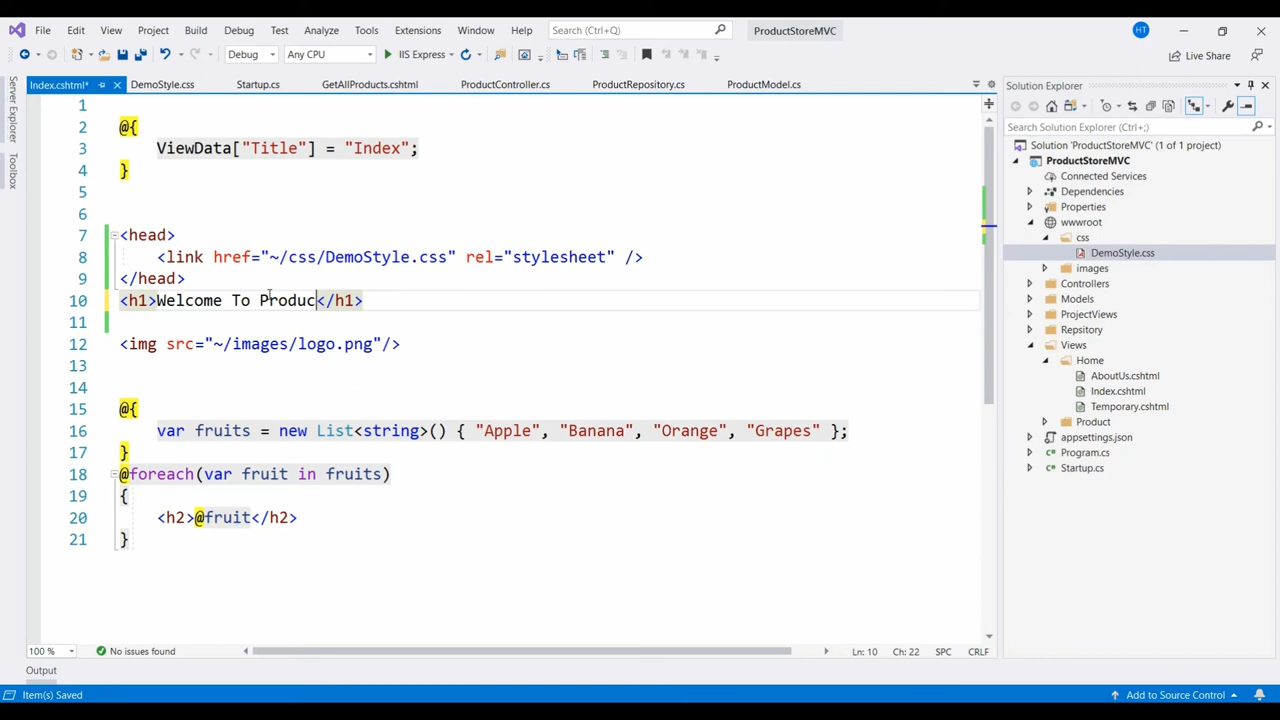 File Edit View Project Build Debug Test Analyze Tools Extensions Window Help Search (Ctrl+Q) ProductStoreMVC HT
Debug Any CPU IIS Express Live Share
Index.cshtml* DemoStyle.css Startup.cs GetAllProducts.cshtml ProductController.cs ProductRepository.cs ProductModel.cs
Server Explorer
Toolbox
1
2 @{
3 ViewData["Title"] = "Index";
4 }
5
6
7 <head>
8 <link href="~/css/DemoStyle.css" rel="stylesheet" />
9 </head>
10 <h1>Welcome To Produc</h1>
11
12 <img src="~/images/logo.png"/>
13
14
15 @{
16 var fruits = new List<string>() { "Apple", "Banana", "Orange", "Grapes" };
17 }
18 @foreach(var fruit in fruits)
19 {
20 <h2>@fruit</h2>
21 }
100 % No issues found Ln: 10 Ch: 22 SPC CRLF
Output
Item(s) Saved Add to Source Control
Solution Explorer
Search Solution Explorer (Ctrl+;)
Solution 'ProductStoreMVC' (1 of 1 project)
ProductStoreMVC
Connected Services
Dependencies
Properties
wwwroot
css
DemoStyle.css
images
Controllers
Models
ProjectViews
Repsitory
Views
Home
AboutUs.cshtml
Index.cshtml
Temporary.cshtml
Product
appsettings.json
Program.cs
Startup.cs